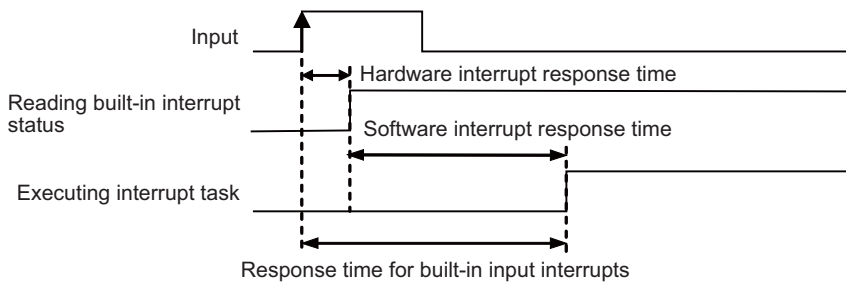 Input
Hardware interrupt response time
Reading built-in interrupt
status
Software interrupt response time
Executing interrupt task
Response time for built-in input interrupts